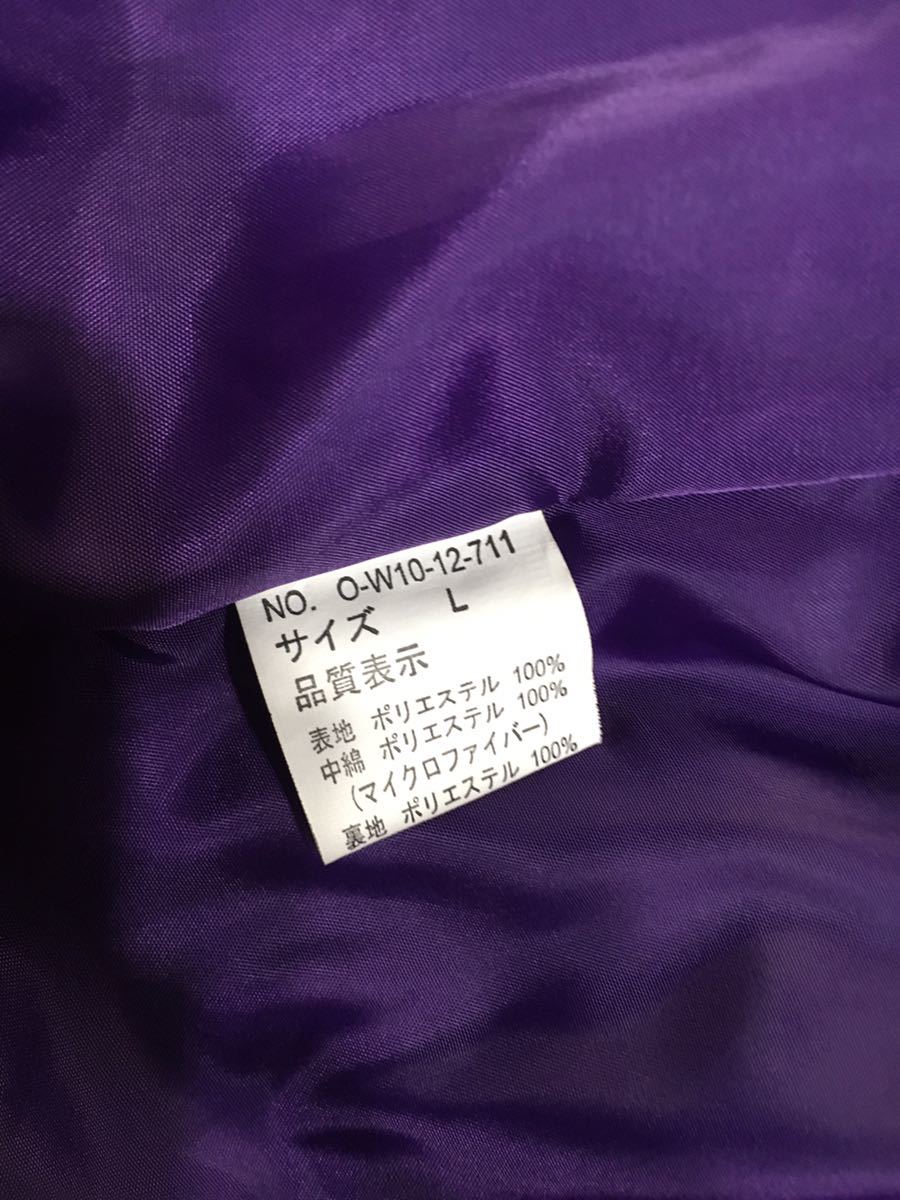 NO. O-W10-12-711
サイズ L
品質表示
表地 ポリエステル 100%
中綿 ポリエステル 100%
(マイクロファイバー)
裏地 ポリエステル 100%